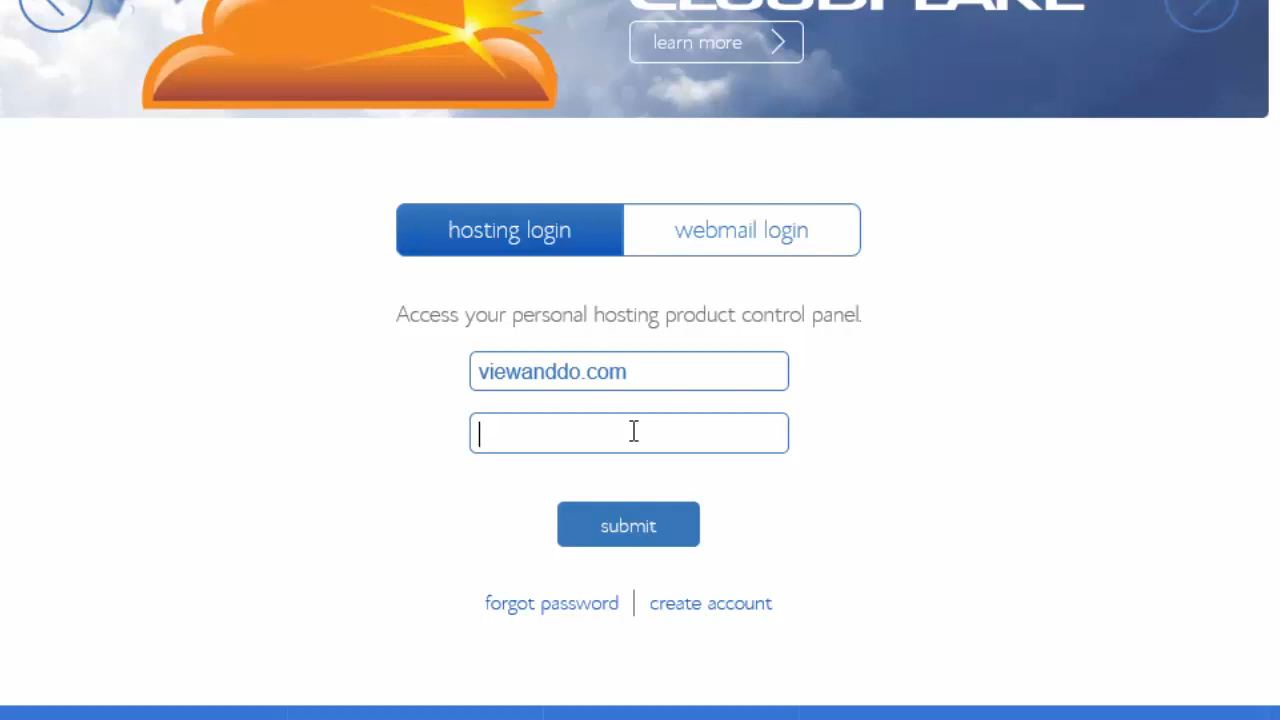 CLOUDFLARE
learn more
hosting login
webmail login
Access your personal hosting product control panel.
viewanddo.com
submit
forgot password
create account